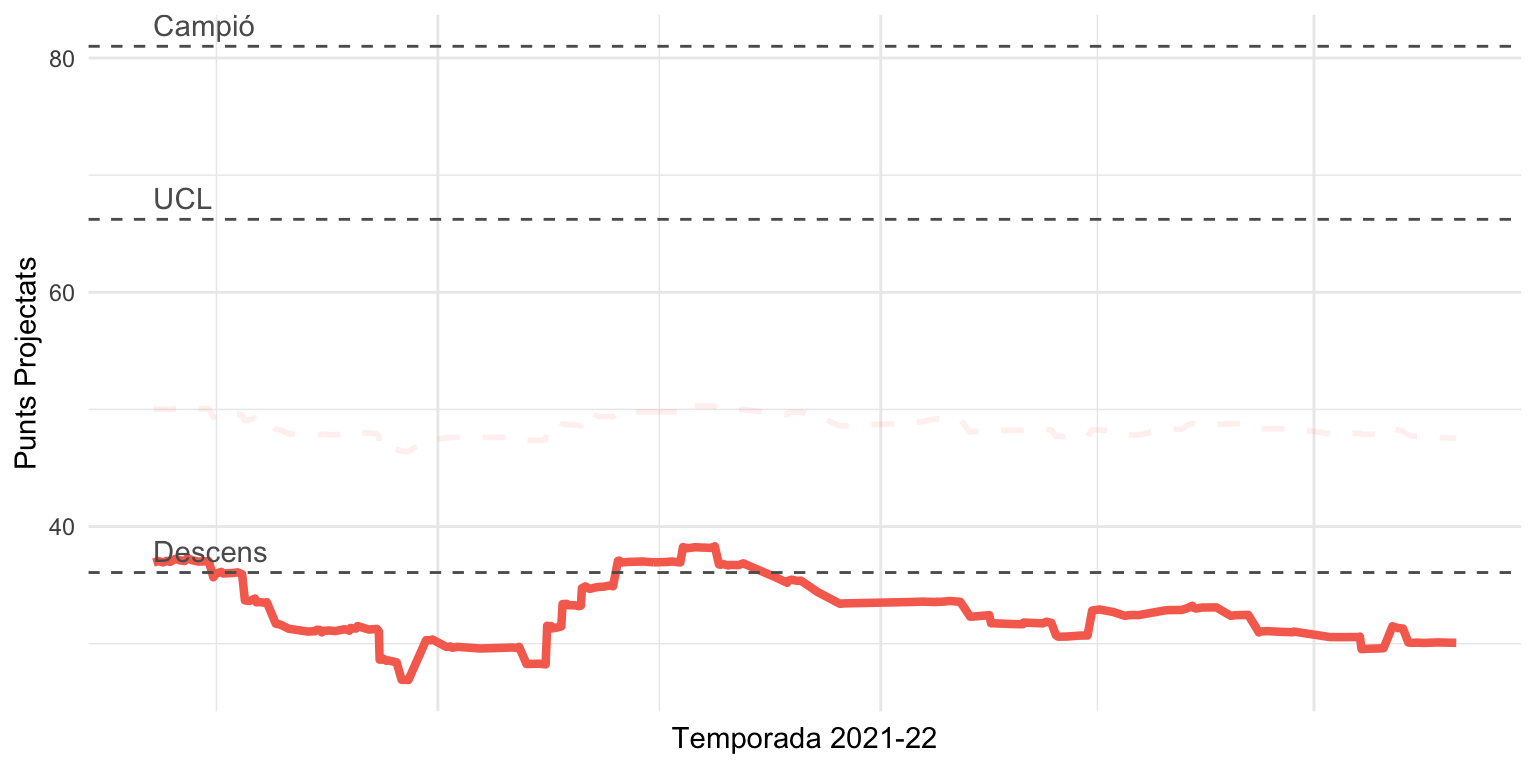 Campió
80
UCL
60
Punts Projectats
40
Descens
Temporada 2021-22